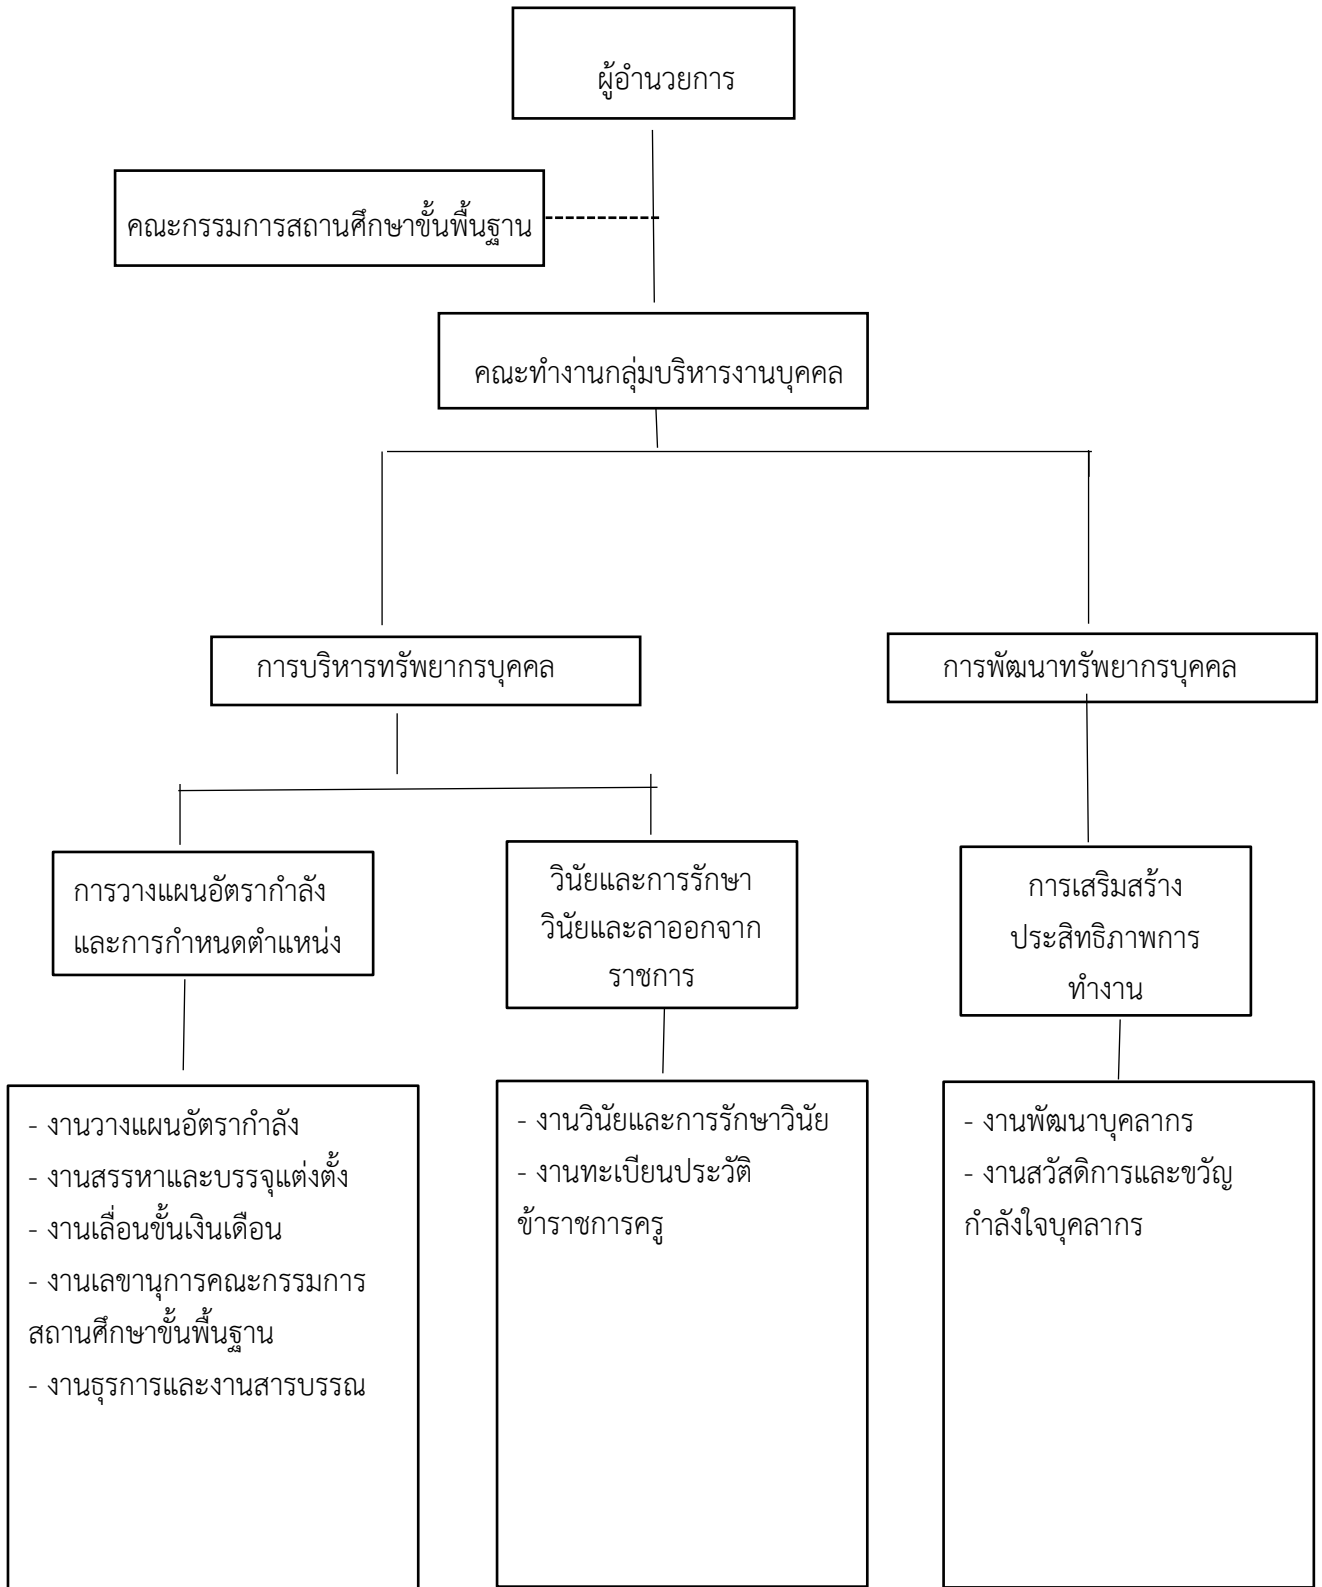 ผู้อำนวยการ
คณะกรรมการสถานศึกษาขั้นพื้นฐาน
คณะทำงานกลุ่มบริหารงานบุคคล
การบริหารทรัพยากรบุคคล
การพัฒนาทรัพยากรบุคคล
การวางแผนอัตรากำลัง
และการกำหนดตำแหน่ง
วินัยและการรักษา
วินัยและลาออกจาก
ราชการ
การเสริมสร้าง
ประสิทธิภาพการ
ทำงาน
- งานวางแผนอัตรากำลัง
- งานสรรหาและบรรจุแต่งตั้ง
- งานเลื่อนขั้นเงินเดือน
- งานเลขานุการคณะกรรมการ
สถานศึกษาขั้นพื้นฐาน
- งานธุรการและงานสารบรรณ
- งานวินัยและการรักษาวินัย
- งานทะเบียนประวัติ
ข้าราชการครู
- งานพัฒนาบุคลากร
- งานสวัสดิการและขวัญ
กำลังใจบุคลากร